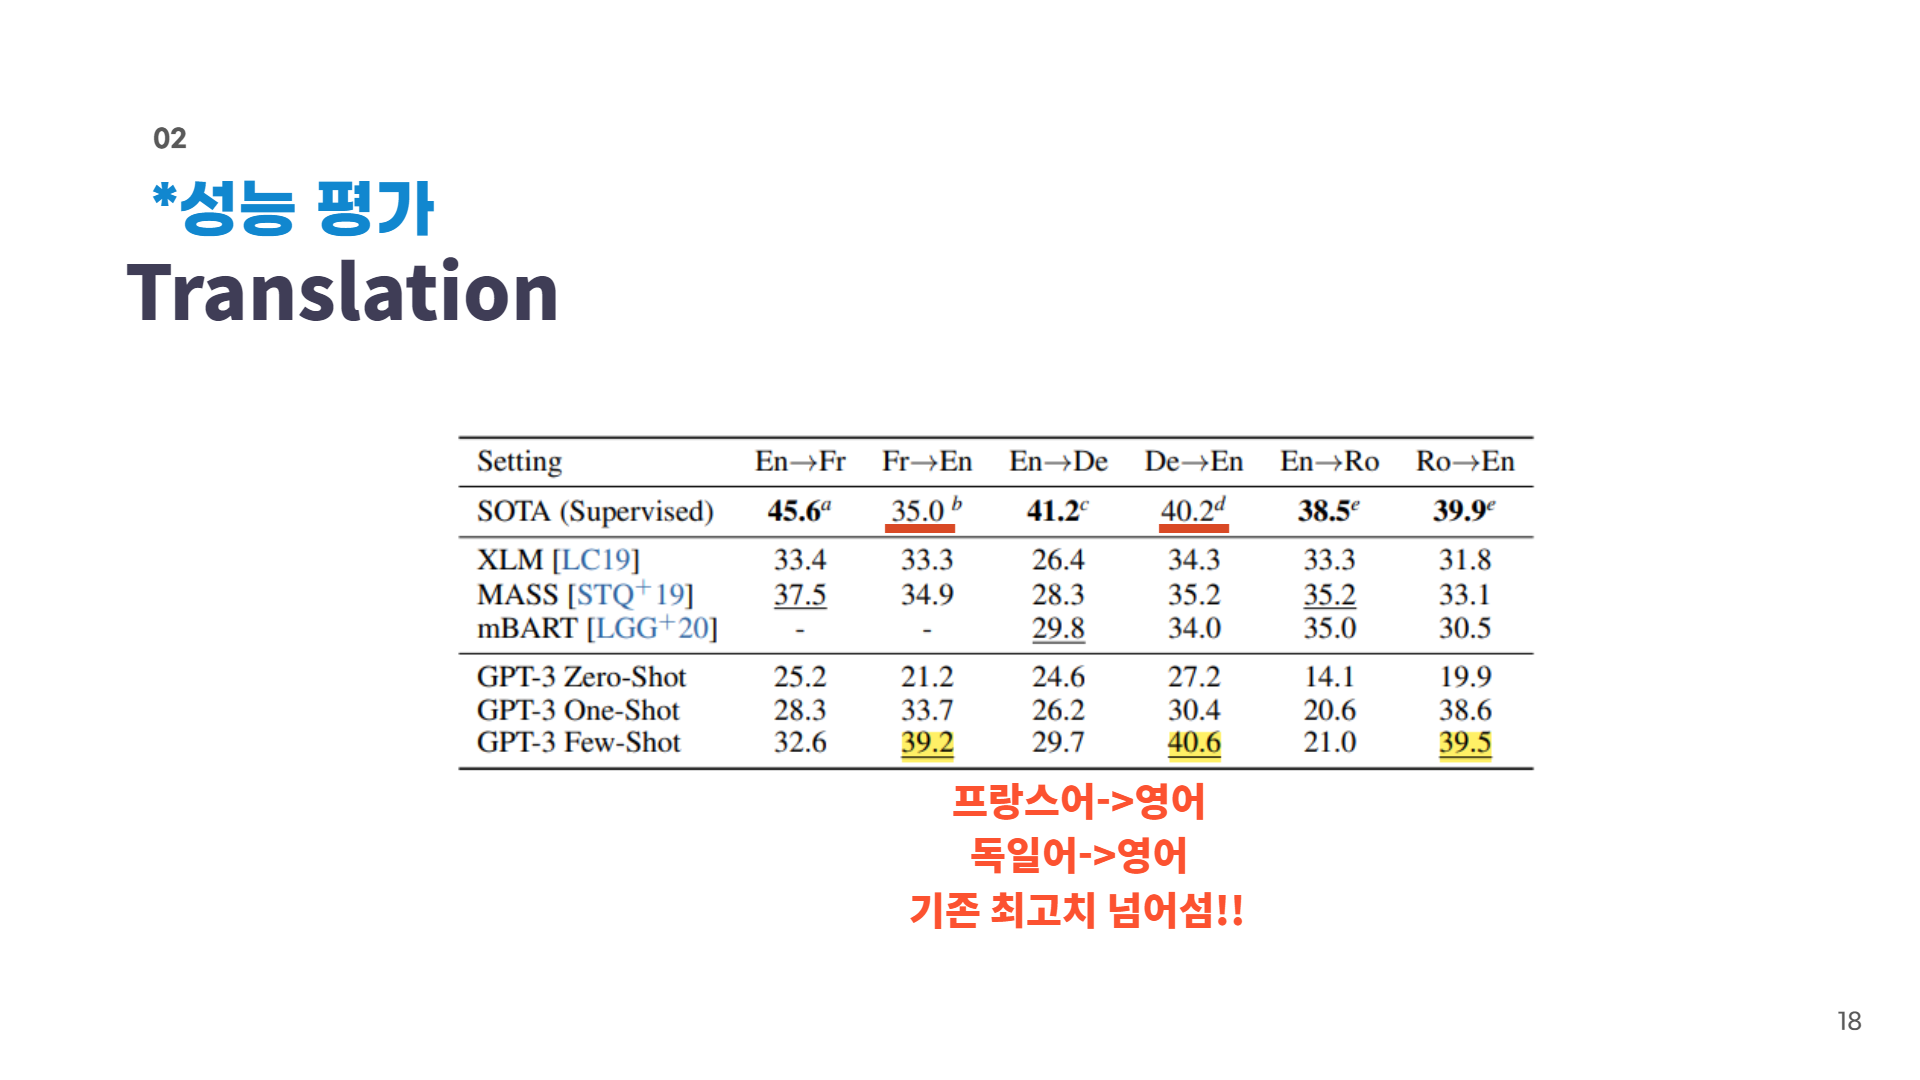 02
*성능 평가
Translation
Setting En→Fr Fr→En En→De De→En En→Ro Ro→En
SOTA (Supervised) 45.6a 35.0 b 41.2c 40.2d 38.5e 39.9e
XLM [LC19] 33.4 33.3 26.4 34.3 33.3 31.8
MASS [STQ+19] 37.5 34.9 28.3 35.2 35.2 33.1
mBART [LGG+20] - - 29.8 34.0 35.0 30.5
GPT-3 Zero-Shot 25.2 21.2 24.6 27.2 14.1 19.9
GPT-3 One-Shot 28.3 33.7 26.2 30.4 20.6 38.6
GPT-3 Few-Shot 32.6 39.2 29.7 40.6 21.0 39.5
프랑스어->영어
독일어->영어
기존 최고치 넘어섬!!
18